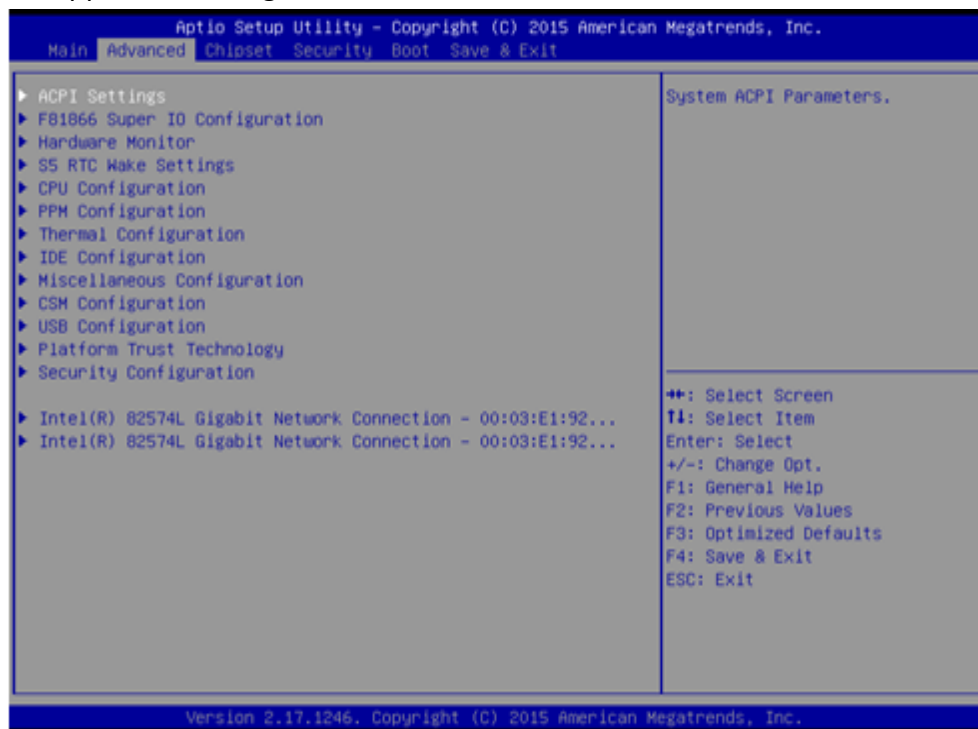 Aptio Setup Utility – Copyright (C) 2015 American Megatrends, Inc.
Main Advanced Chipset Security Boot Save & Exit
ACPI Settings
F81866 Super IO Configuration
Hardware Monitor
S5 RTC Wake Settings
CPU Configuration
PPM Configuration
Thermal Configuration
IDE Configuration
Miscellaneous Configuration
CSM Configuration
USB Configuration
Platform Trust Technology
Security Configuration
Intel(R) 82574L Gigabit Network Connection – 00:03:E1:92...
Intel(R) 82574L Gigabit Network Connection – 00:03:E1:92...
System ACPI Parameters.
→←: Select Screen
↑↓: Select Item
Enter: Select
+/-: Change Opt.
F1: General Help
F2: Previous Values
F3: Optimized Defaults
F4: Save & Exit
ESC: Exit
Version 2.17.1246. Copyright (C) 2015 American Megatrends, Inc.